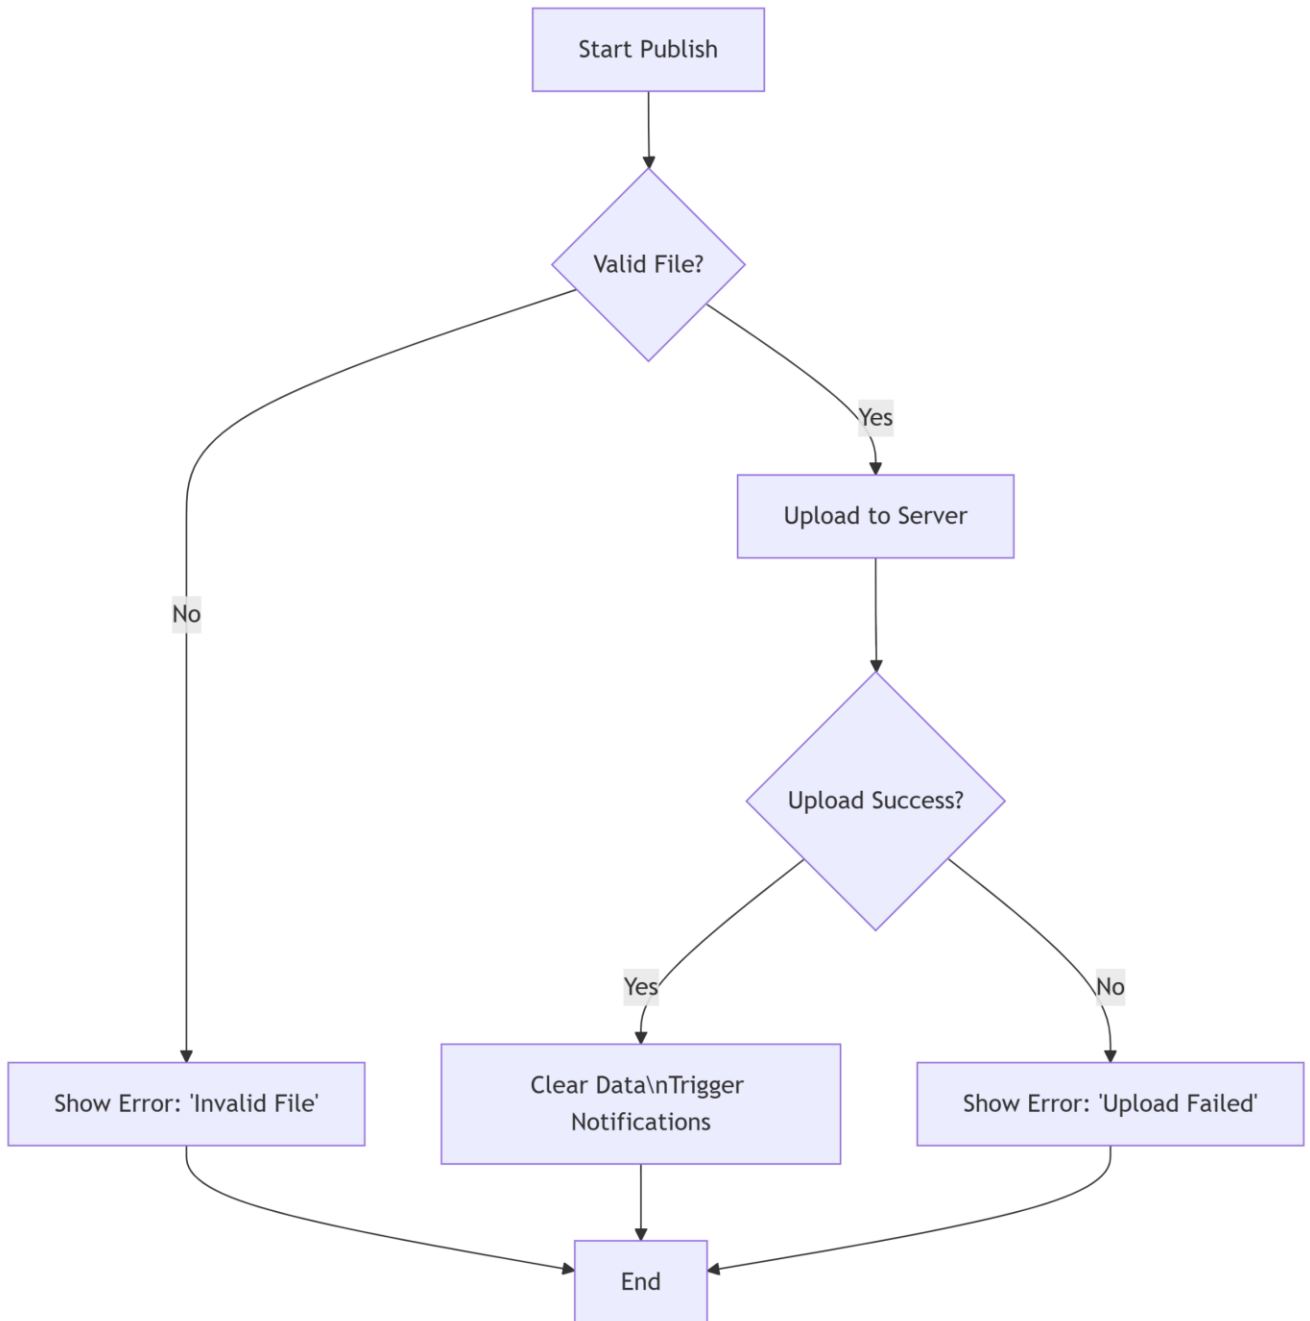 Start Publish
Valid File?
Yes
Upload to Server
No
Upload Success?
Yes
No
Show Error: 'Invalid File'
Clear Data\nTrigger
Notifications
Show Error: 'Upload Failed'
End